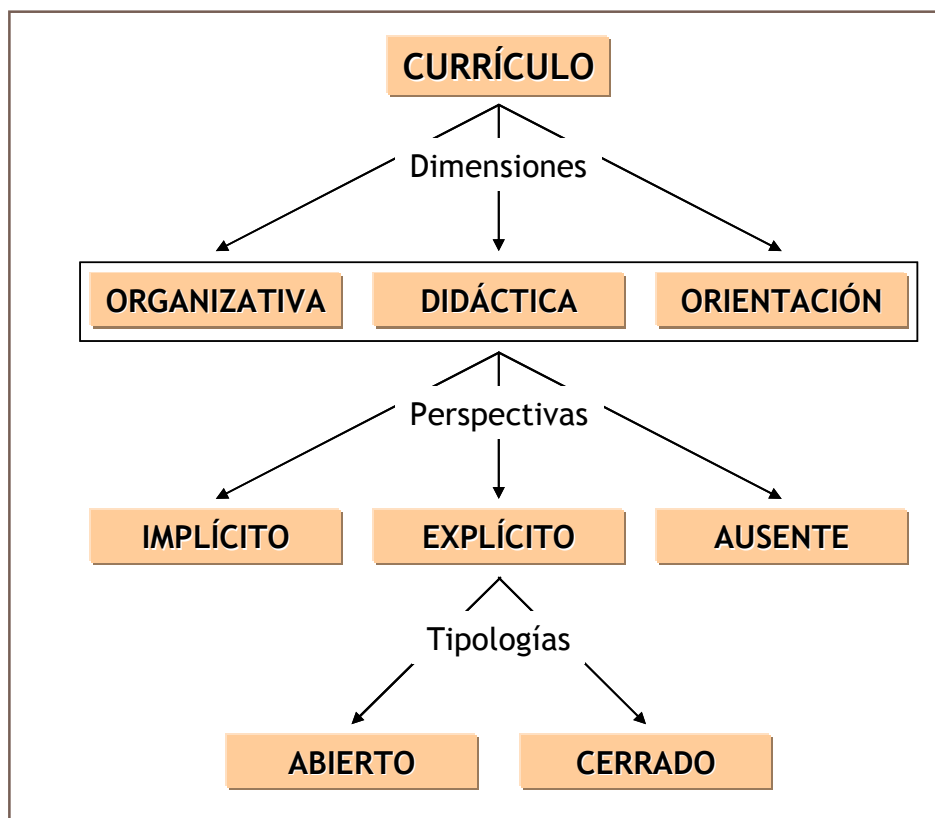 CURRÍCULO
Dimensiones
ORGANIZATIVA DIDÁCTICA ORIENTACIÓN
Perspectivas
IMPLÍCITO EXPLÍCITO AUSENTE
Tipologías
ABIERTO CERRADO